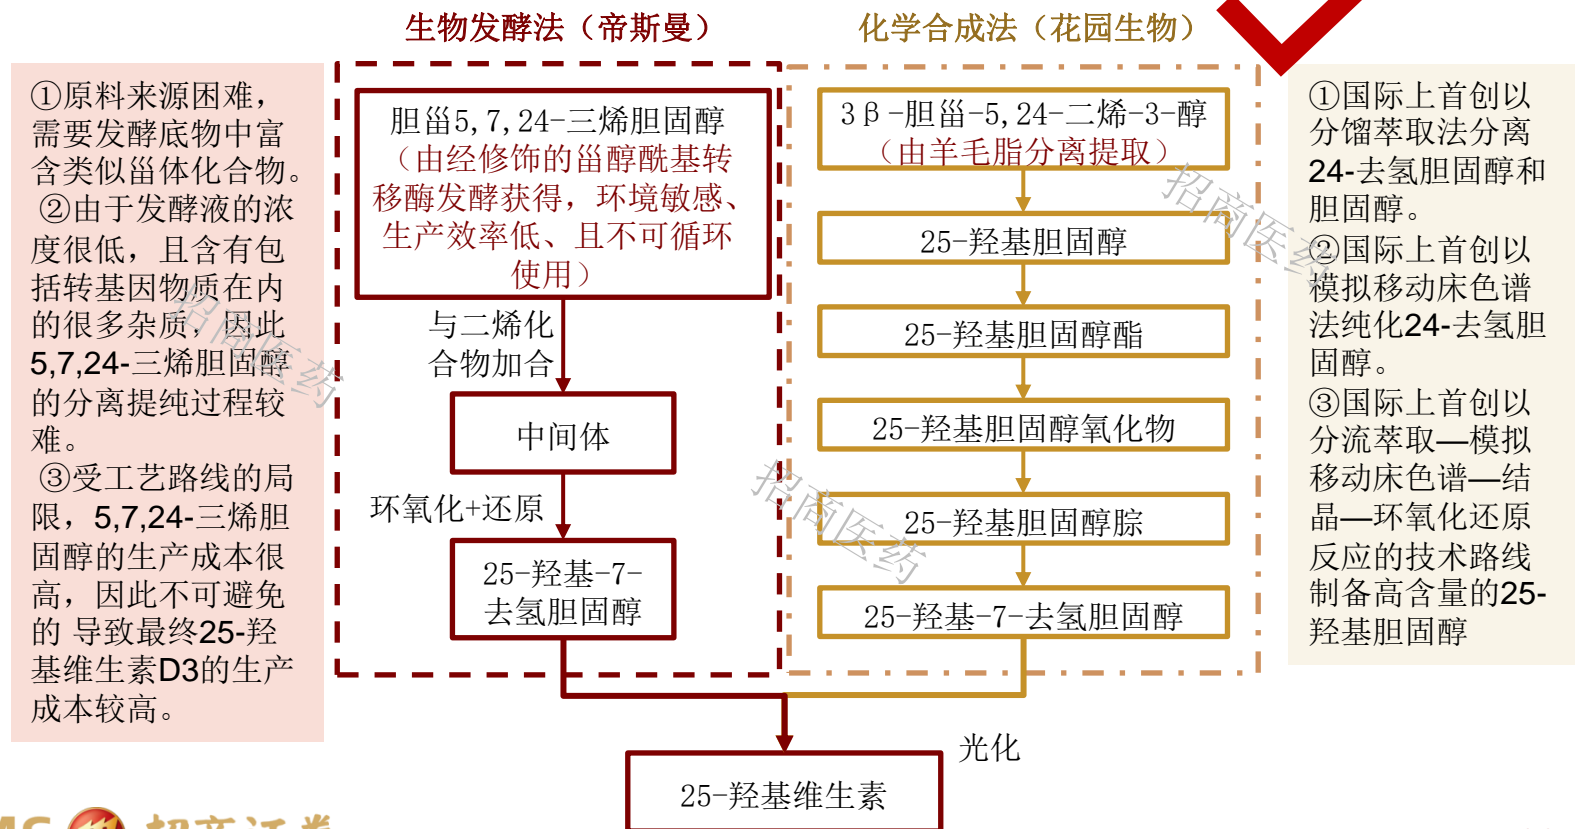 生物发酵法（帝斯曼）
化学合成法（花园生物）
①原料来源困难，
需要发酵底物中富
含类似甾体化合物。
②由于发酵液的浓
度很低，且含有包
括转基因物质在内
的很多杂质，因此
5,7,24-三烯胆固醇
的分离提纯过程较
难。
③受工艺路线的局
限，5,7,24-三烯胆
固醇的生产成本很
高，因此不可避免
的 导致最终25-羟
基维生素D3的生产
成本较高。
胆甾5,7,24-三烯胆固醇
（由经修饰的甾醇酰基转
移酶发酵获得，环境敏感、
生产效率低、且不可循环
使用）
与二烯化
合物加合
中间体
环氧化+还原
25-羟基-7-
去氢胆固醇
3β-胆甾-5,24-二烯-3-醇
（由羊毛脂分离提取）
25-羟基胆固醇
25-羟基胆固醇酯
25-羟基胆固醇氧化物
25-羟基胆固醇腙
25-羟基-7-去氢胆固醇
光化
25-羟基维生素
①国际上首创以
分馏萃取法分离
24-去氢胆固醇和
胆固醇。
②国际上首创以
模拟移动床色谱
法纯化24-去氢胆
固醇。
③国际上首创以
分流萃取—模拟
移动床色谱—结
晶—环氧化还原
反应的技术路线
制备高含量的25-
羟基胆固醇
招商医药
招商医药
招商医药
招商证券